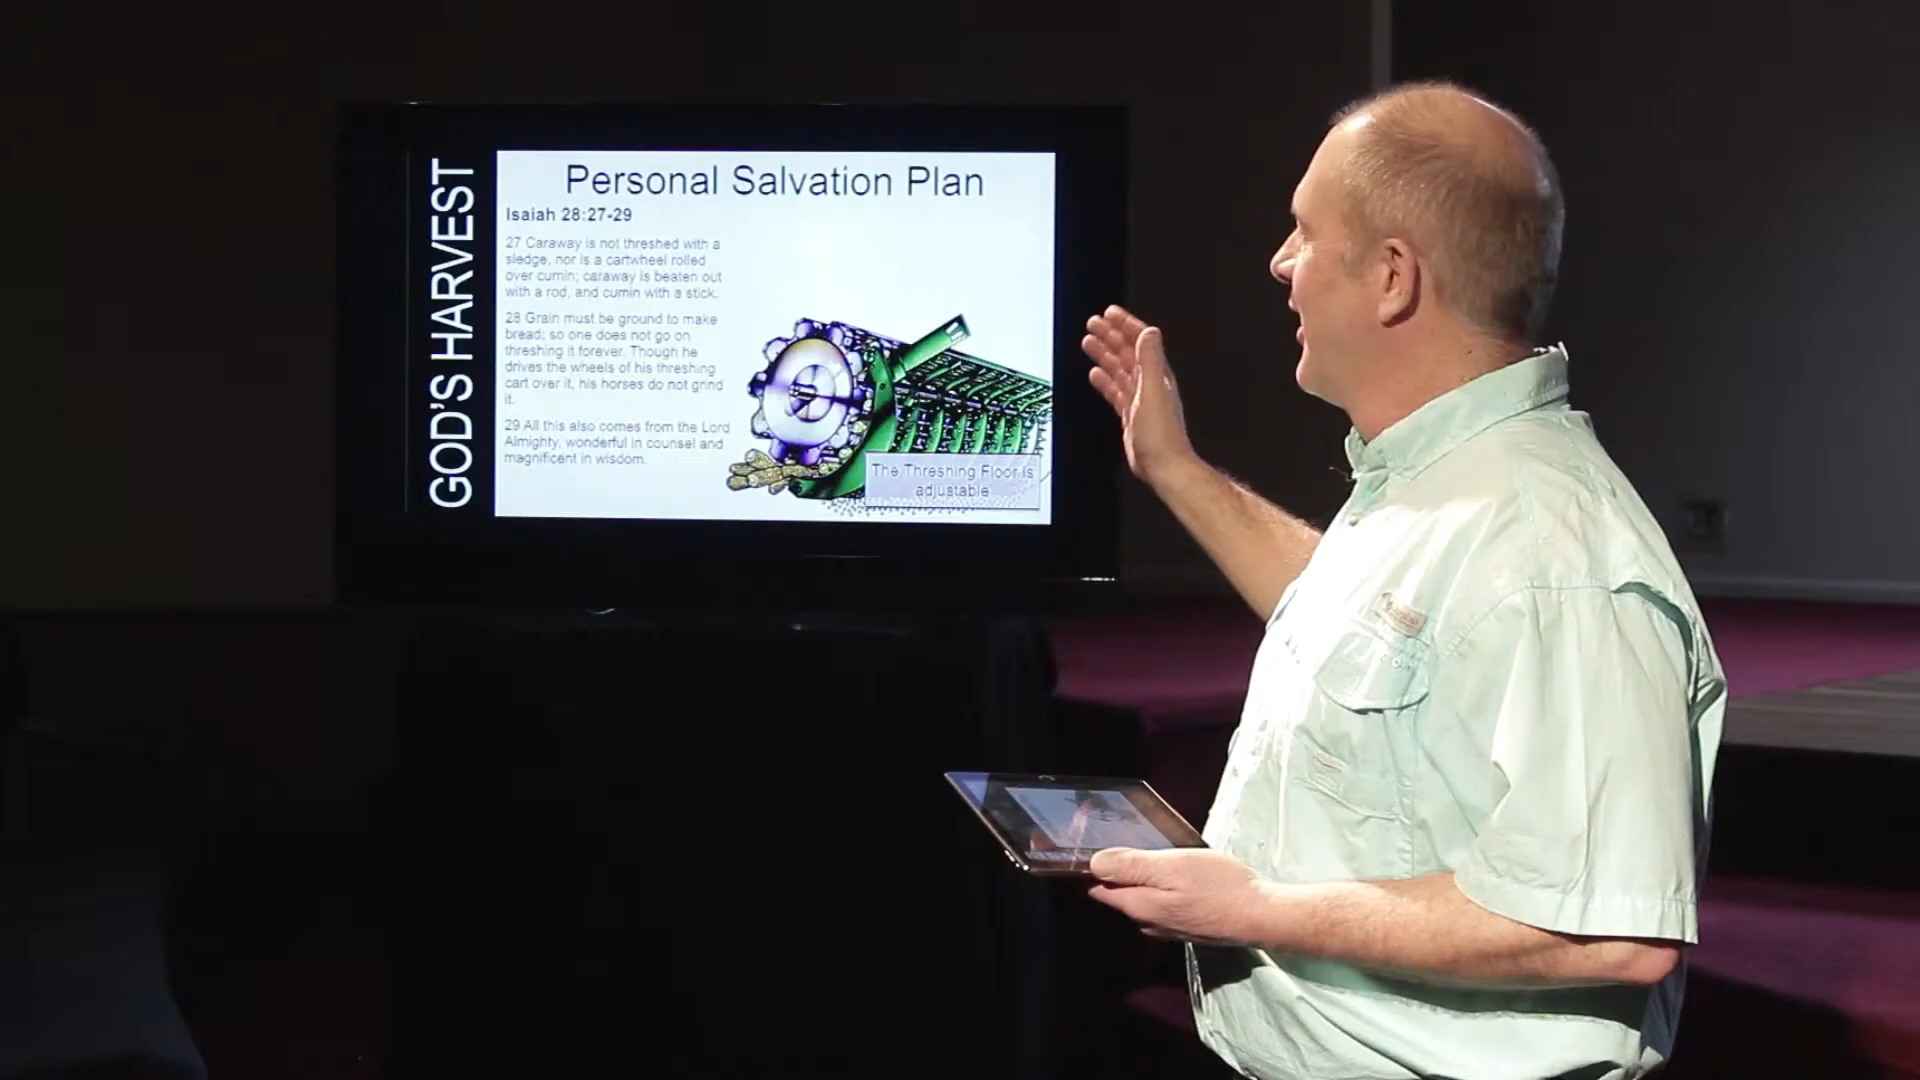 GOD'S HARVEST
Personal Salvation Plan
Isaiah 28:27-29
27 Caraway is not threshed with a
sledge, nor is a cartwheel rolled
over cumin; caraway is beaten out
with a rod, and cumin with a stick.
28 Grain must be ground to make
bread; so one does not go on
threshing it forever. Though he
drives the wheels of his threshing
cart over it, his horses do not grind
it.
29 All this also comes from the Lord
Almighty, wonderful in counsel and
magnificent in wisdom.
The Threshing Floor is
adjustable